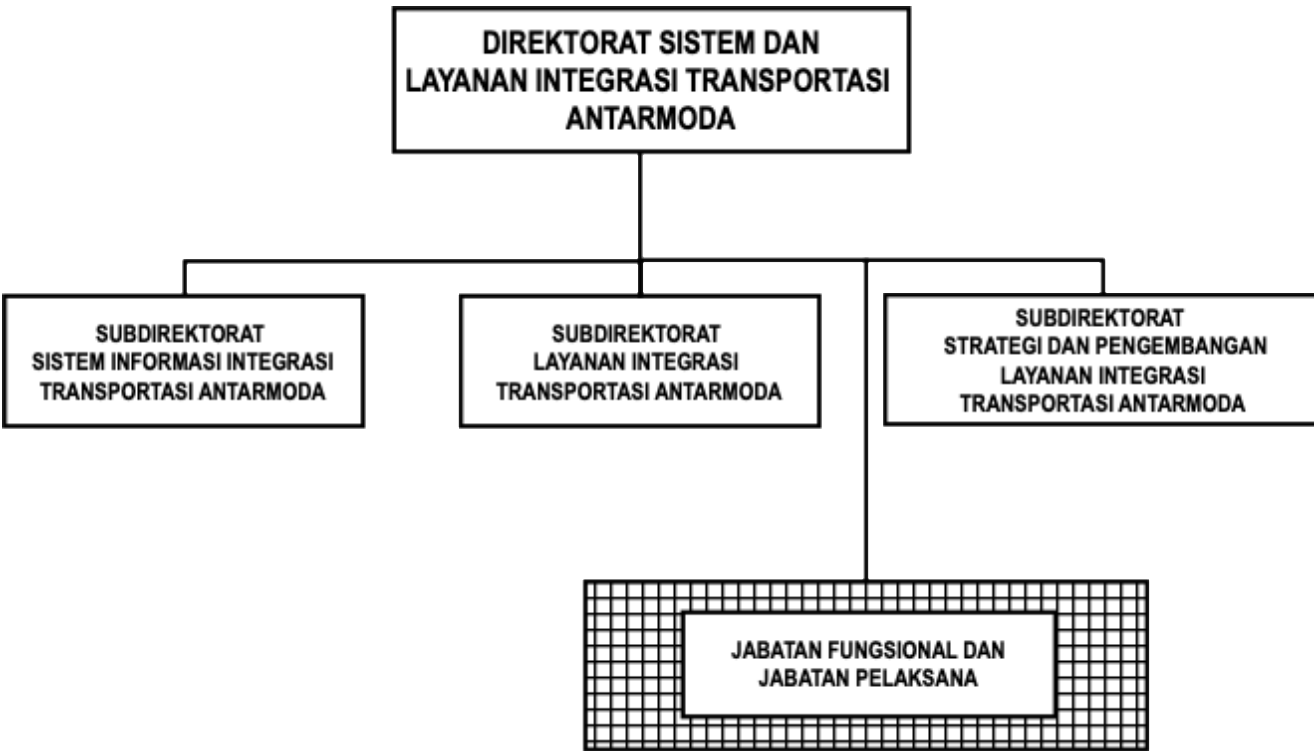 DIREKTORAT SISTEM DAN
LAYANAN INTEGRASI TRANSPORTASI
ANTARMODA
SUBDIREKTORAT
SISTEM INFORMASI INTEGRASI
TRANSPORTASI ANTARMODA
SUBDIREKTORAT
LAYANAN INTEGRASI
TRANSPORTASI ANTARMODA
SUBDIREKTORAT
STRATEGI DAN PENGEMBANGAN
LAYANAN INTEGRASI
TRANSPORTASI ANTARMODA
JABATAN FUNGSIONAL DAN
JABATAN PELAKSANA